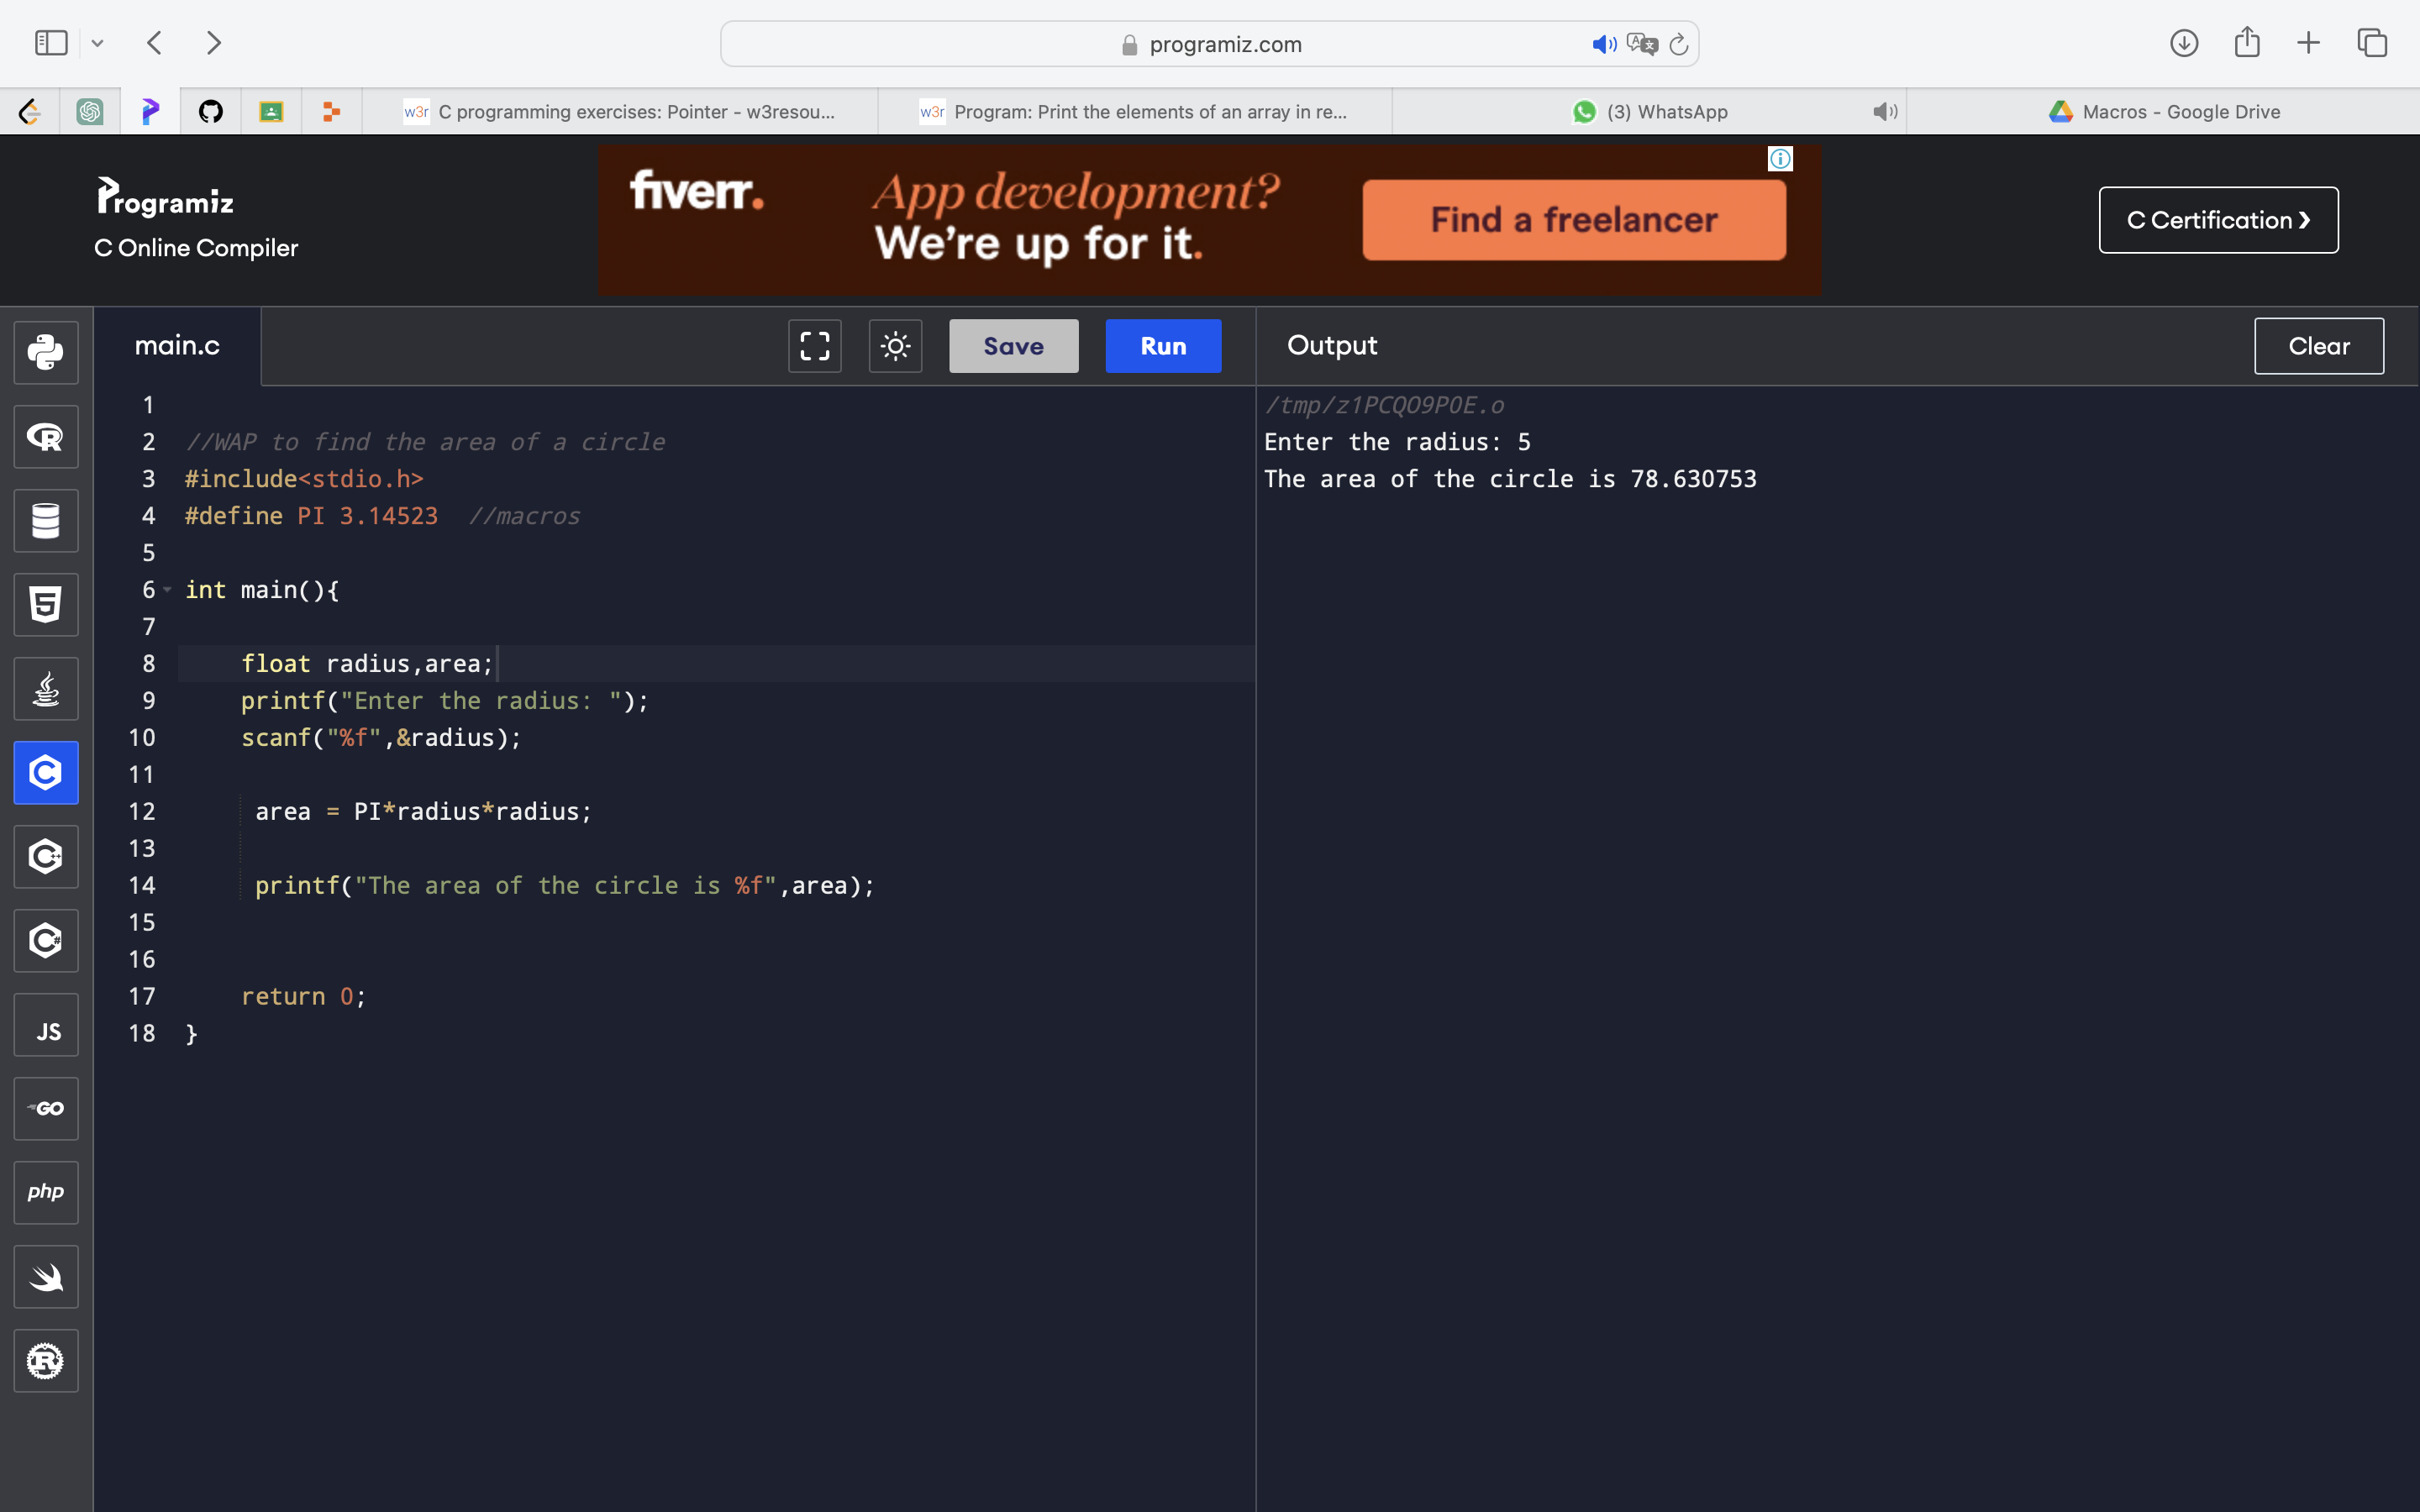 programiz.com
w3r C programming exercises: Pointer - w3resou...
w3r Program: Print the elements of an array in re...
(3) WhatsApp
Macros - Google Drive
Programiz
C Online Compiler
fiverr.
App development?
We're up for it.
Find a freelancer
C Certification ❯
main.c
Save
Run
Output
Clear
1
2 //WAP to find the area of a circle
3 #include<stdio.h>
4 #define PI 3.14523  //macros
5
6 int main(){
7
8     float radius,area;
9     printf("Enter the radius: ");
10     scanf("%f",&radius);
11
12      area = PI*radius*radius;
13
14      printf("The area of the circle is %f",area);
15
16
17     return 0;
18 }
/tmp/z1PCQO9POE.o
Enter the radius: 5
The area of the circle is 78.630753
R
5
C
C++
C#
JS
GO
php
R